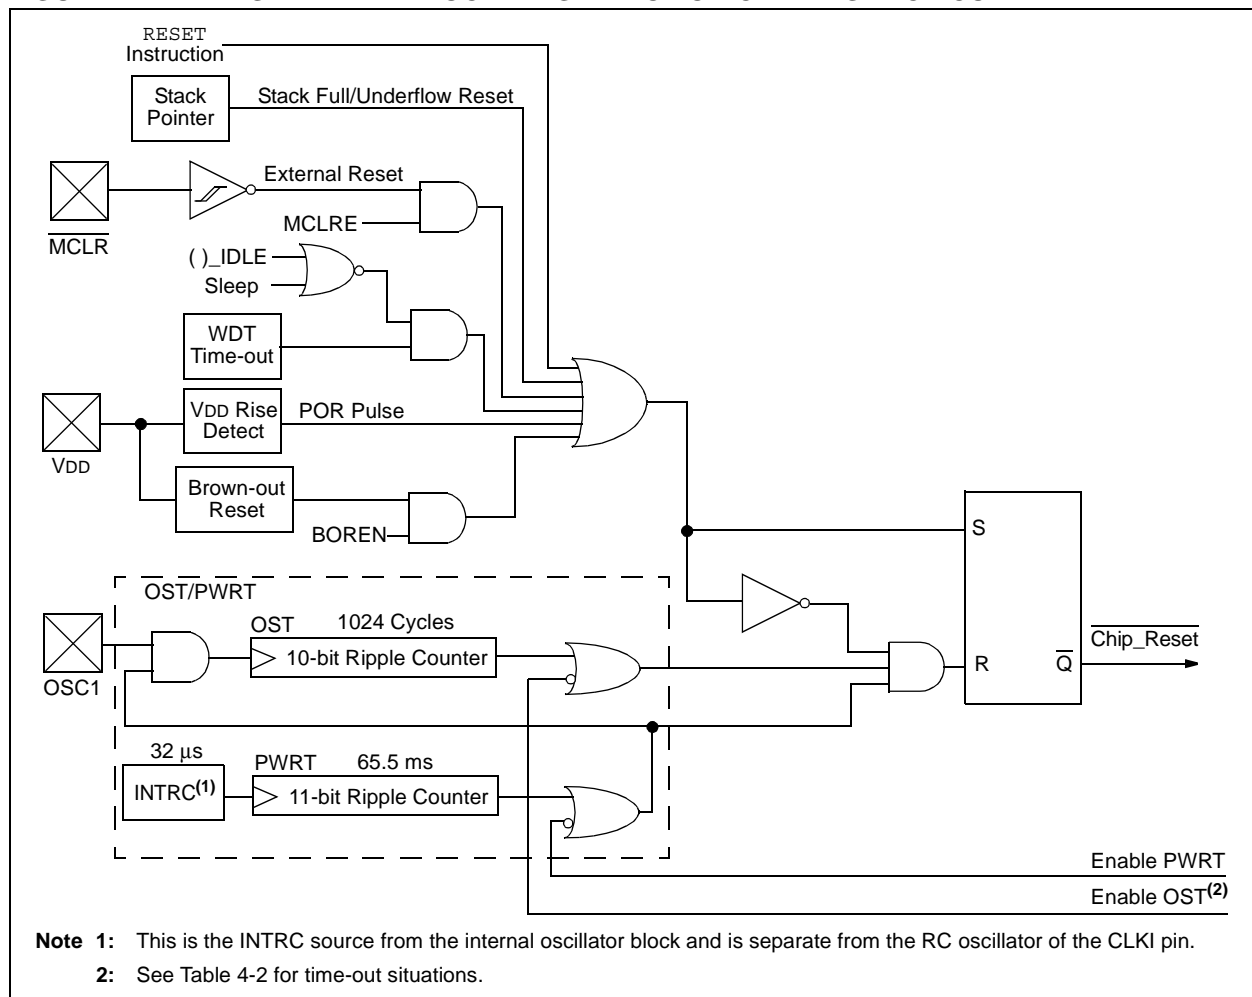 RESET
Instruction
Stack
Pointer
Stack Full/Underflow Reset
External Reset
MCLRE
MCLR
( )_IDLE
Sleep
WDT
Time-out
VDD Rise
Detect
POR Pulse
VDD
Brown-out
Reset
BOREN
S
OST/PWRT
OST
1024 Cycles
10-bit Ripple Counter
OSC1
R
Q
Chip_Reset
32 μs
INTRC(1)
PWRT
65.5 ms
11-bit Ripple Counter
Enable PWRT
Enable OST(2)
Note 1: This is the INTRC source from the internal oscillator block and is separate from the RC oscillator of the CLKI pin.
2: See Table 4-2 for time-out situations.